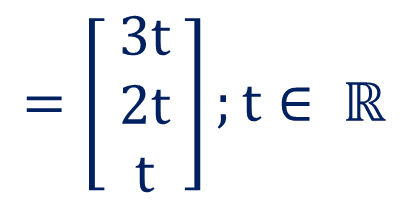 = [ 3t
2t
t ] ; t ∈ ℝ